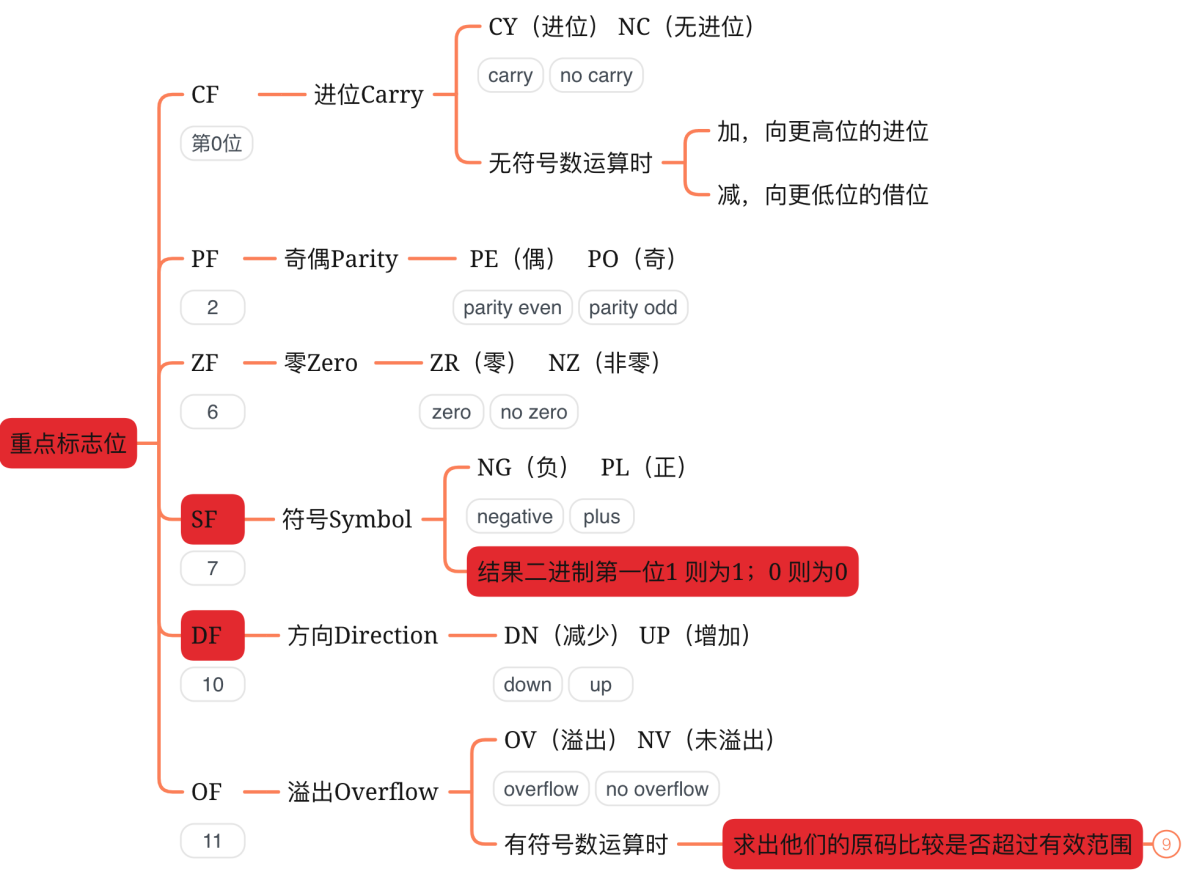 重点标志位
CF
第0位
进位Carry
CY（进位） NC（无进位）
carry no carry
无符号数运算时
加，向更高位的进位
减，向更低位的借位
PF
2
奇偶Parity
PE（偶） PO（奇）
parity even parity odd
ZF
6
零Zero
ZR（零） NZ（非零）
zero no zero
SF
7
符号Symbol
NG（负） PL（正）
negative plus
结果二进制第一位1 则为1；0 则为0
DF
10
方向Direction
DN（减少） UP（增加）
down up
OF
11
溢出Overflow
OV（溢出） NV（未溢出）
overflow no overflow
有符号数运算时
求出他们的原码比较是否超过有效范围
9